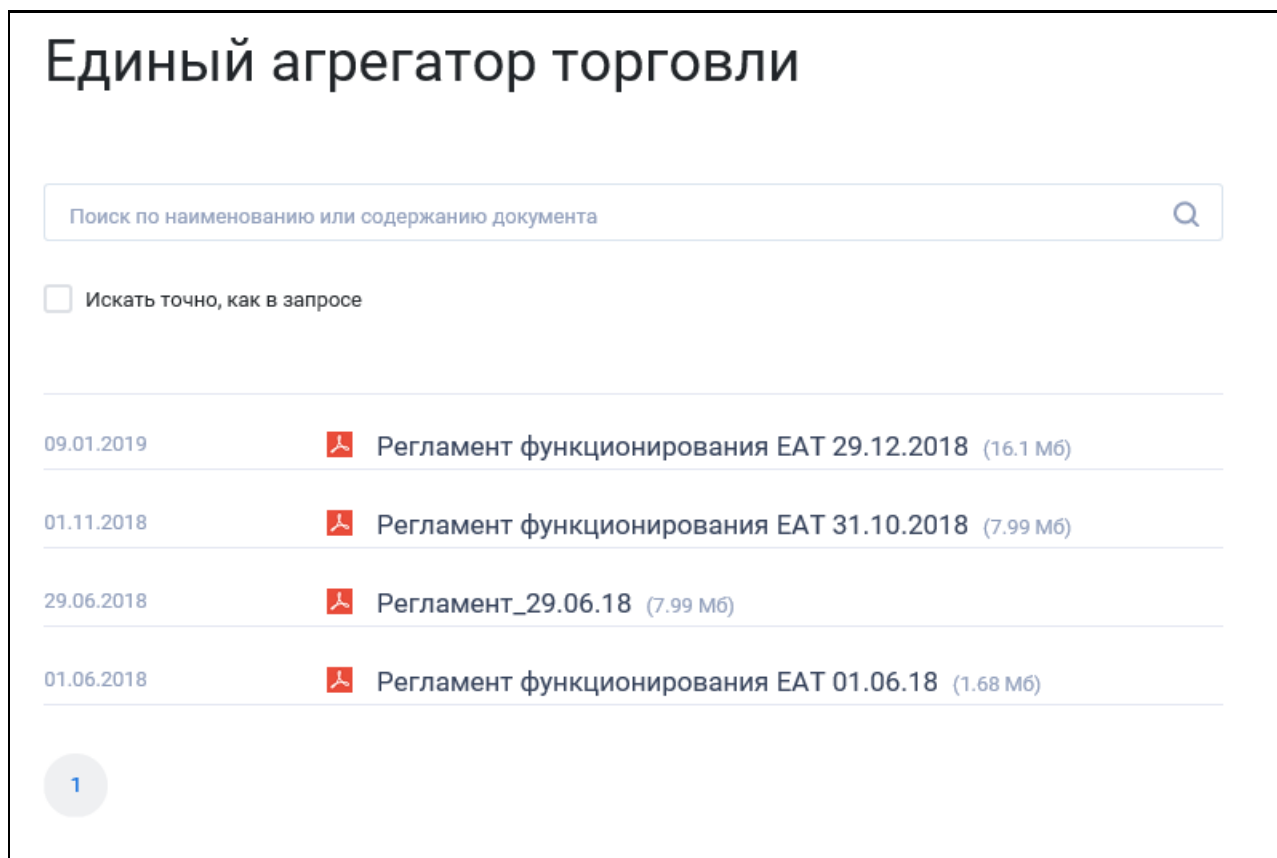 Единый агрегатор торговли
Поиск по наименованию или содержанию документа
Искать точно, как в запросе
09.01.2019 Регламент функционирования ЕАТ 29.12.2018 (16.1 Мб)
01.11.2018 Регламент функционирования ЕАТ 31.10.2018 (7.99 Мб)
29.06.2018 Регламент_29.06.18 (7.99 Мб)
01.06.2018 Регламент функционирования ЕАТ 01.06.18 (1.68 Мб)
1